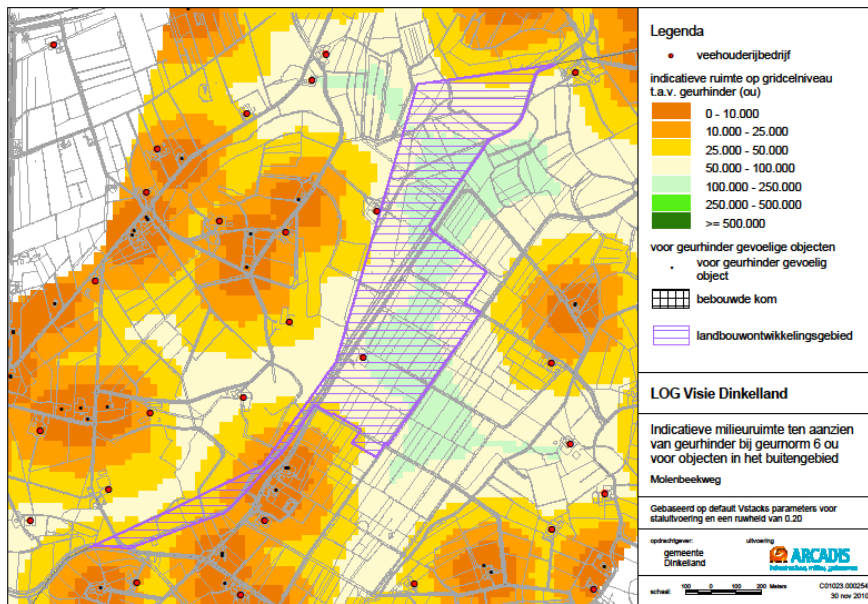 Legenda
veehouderijbedrijf
indicatieve ruimte op gridcelniveau
t.a.v. geurhinder (ou)
0 - 10.000
10.000 - 25.000
25.000 - 50.000
50.000 - 100.000
100.000 - 250.000
250.000 - 500.000
>= 500.000
voor geurhinder gevoelige objecten
voor geurhinder gevoelig
object
bebouwde kom
landbouwontwikkelingsgebied
LOG Visie Dinkelland
Indicatieve milieuruimte ten aanzien
van geurhinder bij geurnorm 6 ou
voor objecten in het buitengebied
Molenbeekweg
Gebaseerd op default Vstacks parameters voor
staluitvoering en een ruwheid van 0.20
opdrachtgever: uitvoering:
gemeente
Dinkelland
ARCADIS
Infrastructuur, milieu, gebouwen
schaal: 100 0 100 200 Meters
C01023.000254
30 nov 2010